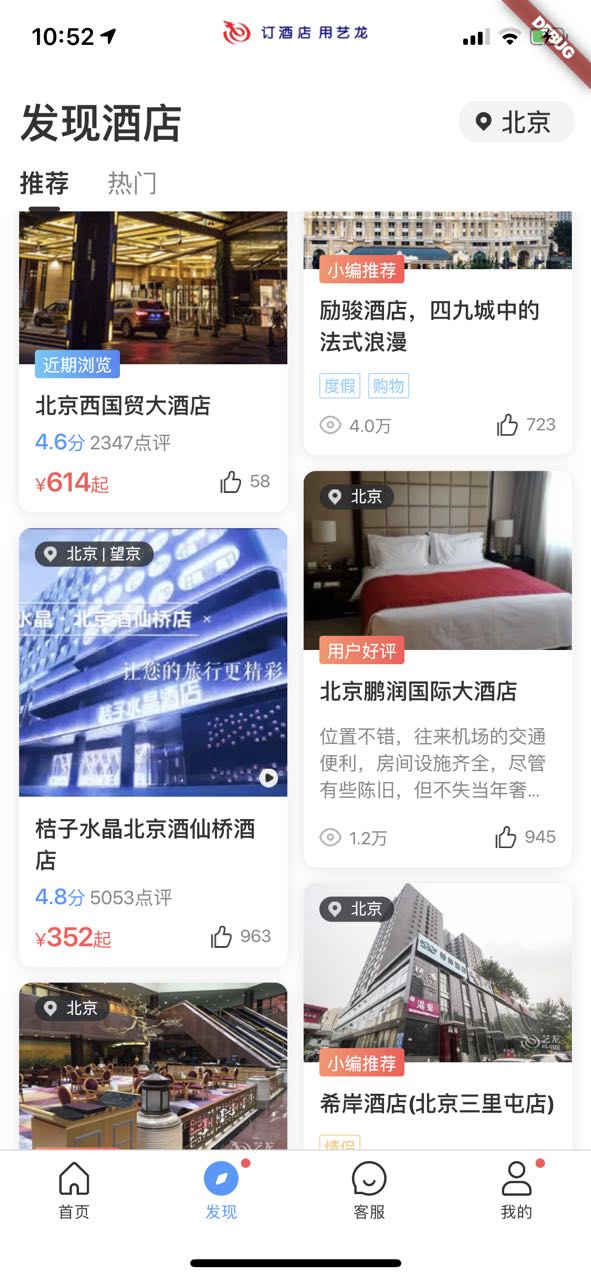 10:52
订酒店 用艺龙
DEBUG
发现酒店
北京
推荐
热门
近期浏览
北京西国贸大酒店
4.6分 2347点评
¥614起
58
小编推荐
励骏酒店，四九城中的
法式浪漫
度假 购物
4.0万
723
北京 | 望京
水晶·北京酒仙桥店 ×
让您的旅行更精彩
桔子水晶酒店
桔子水晶北京酒仙桥酒
店
4.8分 5053点评
¥352起
963
北京
用户好评
北京鹏润国际大酒店
位置不错，往来机场的交通
便利，房间设施齐全，尽管
有些陈旧，但不失当年奢...
1.2万
945
北京
艺龙
北京
艺龙
eLong
小编推荐
希岸酒店(北京三里屯店)
情侣
首页
发现
客服
我的